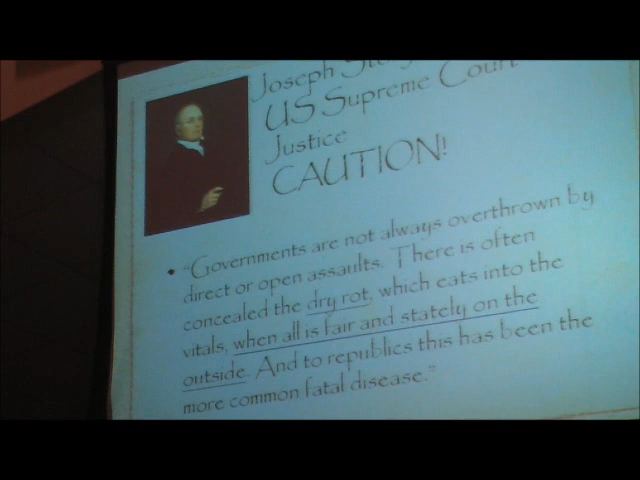 Joseph Story
US Supreme Court
Justice
CAUTION!
• "Governments are not always overthrown by
direct or open assaults. There is often
concealed the dry rot, which eats into the
vitals, when all is fair and stately on the
outside. And to republics this has been the
more common fatal disease."